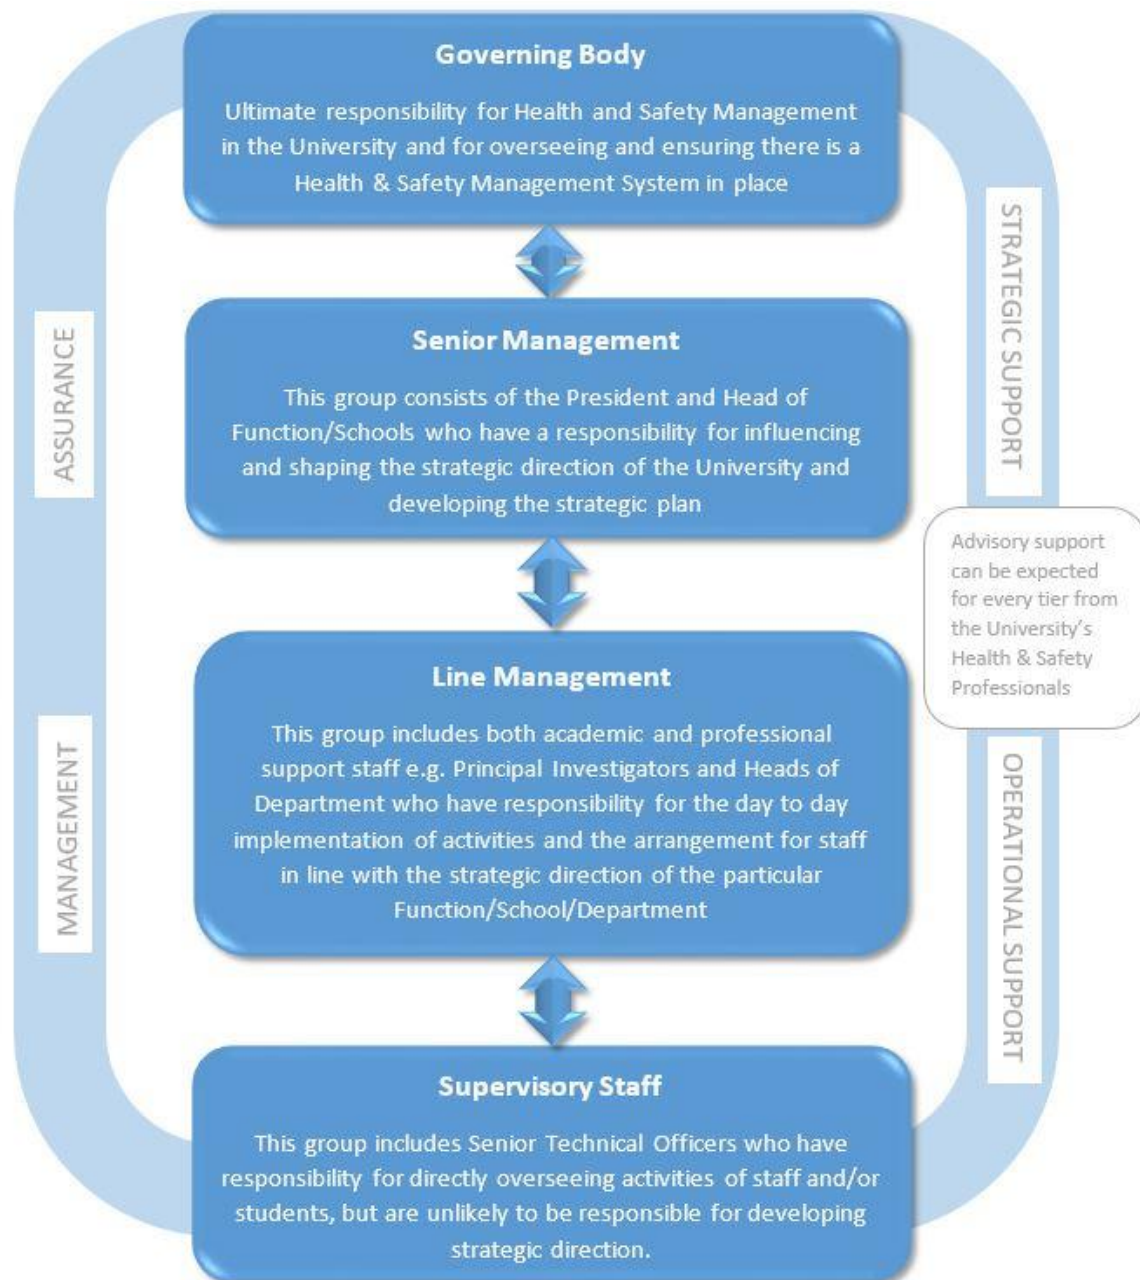 Governing Body
Ultimate responsibility for Health and Safety Management
in the University and for overseeing and ensuring there is a
Health & Safety Management System in place
STRATEGIC SUPPORT
ASSURANCE
Senior Management
This group consists of the President and Head of
Function/Schools who have a responsibility for influencing
and shaping the strategic direction of the University and
developing the strategic plan
Advisory support
can be expected
for every tier from
the University's
Health & Safety
Professionals
Line Management
This group includes both academic and professional
support staff e.g. Principal Investigators and Heads of
Department who have responsibility for the day to day
implementation of activities and the arrangement for staff
in line with the strategic direction of the particular
Function/School/Department
MANAGEMENT
OPERATIONAL SUPPORT
Supervisory Staff
This group includes Senior Technical Officers who have
responsibility for directly overseeing activities of staff and/or
students, but are unlikely to be responsible for developing
strategic direction.